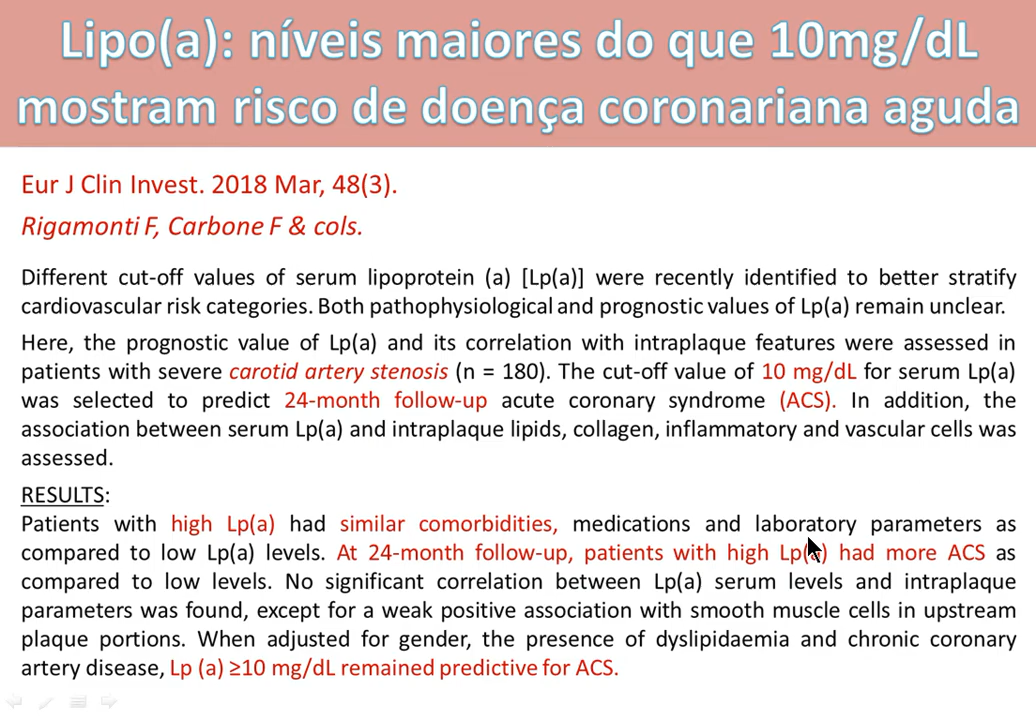 Lipo(a): níveis maiores do que 10mg/dL
mostram risco de doença coronariana aguda
Eur J Clin Invest. 2018 Mar, 48(3).
Rigamonti F, Carbone F & cols.
Different cut-off values of serum lipoprotein (a) [Lp(a)] were recently identified to better stratify
cardiovascular risk categories. Both pathophysiological and prognostic values of Lp(a) remain unclear.
Here, the prognostic value of Lp(a) and its correlation with intraplaque features were assessed in
patients with severe carotid artery stenosis (n = 180). The cut-off value of 10 mg/dL for serum Lp(a)
was selected to predict 24-month follow-up acute coronary syndrome (ACS). In addition, the
association between serum Lp(a) and intraplaque lipids, collagen, inflammatory and vascular cells was
assessed.
RESULTS:
Patients with high Lp(a) had similar comorbidities, medications and laboratory parameters as
compared to low Lp(a) levels. At 24-month follow-up, patients with high Lp(a) had more ACS as
compared to low levels. No significant correlation between Lp(a) serum levels and intraplaque
parameters was found, except for a weak positive association with smooth muscle cells in upstream
plaque portions. When adjusted for gender, the presence of dyslipidaemia and chronic coronary
artery disease, Lp (a) ≥10 mg/dL remained predictive for ACS.